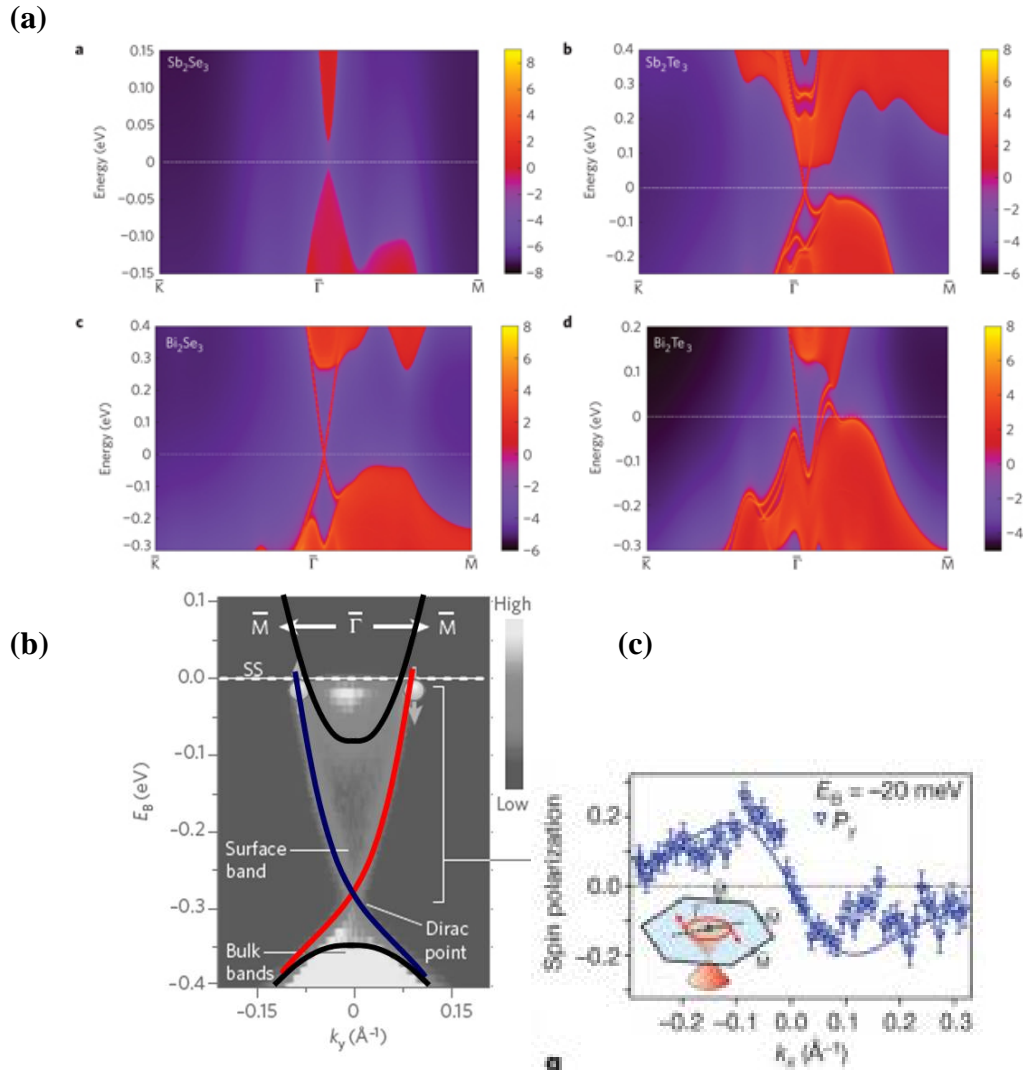 (a)
a
Sb₂Se₃
0.15
0.10
0.05
0
−0.05
−0.10
−0.15
Energy (eV)
K̄ Γ̄ M̄
8
6
4
2
0
−2
−4
−6
−8
b
Sb₂Te₃
0.4
0.3
0.2
0.1
0
−0.1
−0.2
Energy (eV)
K̄ Γ̄ M̄
8
6
4
2
0
−2
−4
−6
c
Bi₂Se₃
0.4
0.3
0.2
0.1
0
−0.1
−0.2
−0.3
Energy (eV)
K̄ Γ̄ M̄
8
6
4
2
0
−2
−4
−6
d
Bi₂Te₃
0.2
0.1
0
−0.1
−0.2
−0.3
Energy (eV)
K̄ Γ̄ M̄
8
6
4
2
0
−2
−4
(b)
M̄ Γ̄ M̄
High
Low
SS
0.1
0.0
−0.1
−0.2
−0.3
−0.4
E_B (eV)
Surface
band
Dirac
point
Bulk
bands
−0.15 0 0.15
k_y (Å⁻¹)
(c)
E_B = −20 meV
P_y
0.2
0.0
−0.2
Spin polarization
M
−0.2 −0.1 0.0 0.1 0.2 0.3
k_x (Å⁻¹)